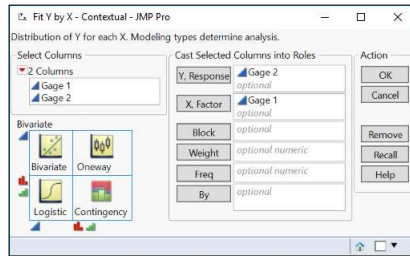 Fit Y by X - Contextual - JMP Pro
Distribution of Y for each X. Modeling types determine analysis.
Select Columns
2 Columns
Gage 1
Gage 2
Bivariate
Bivariate Oneway
Logistic Contingency
Cast Selected Columns into Roles
Y, Response
Gage 2
optional
X, Factor
Gage 1
optional
Block
optional
Weight
optional numeric
Freq
optional numeric
By
optional
Action
OK
Cancel
Remove
Recall
Help